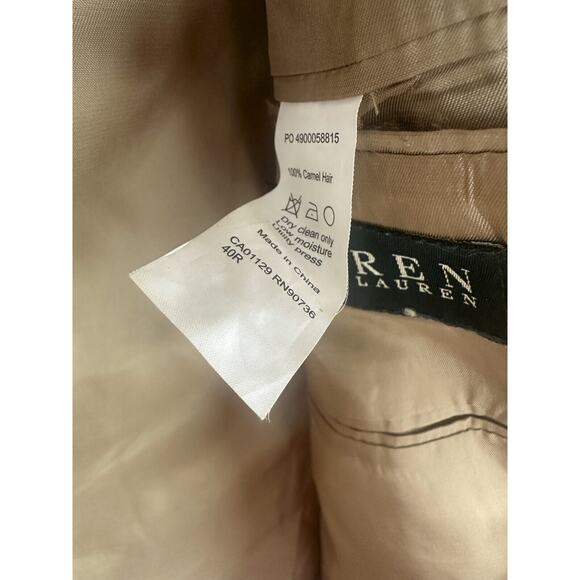 PO 4900058815
100% Camel Hair
Dry clean only
Low moisture
Utility press
Made in China
CA01129 RN90736
40R
REN
LAUREN